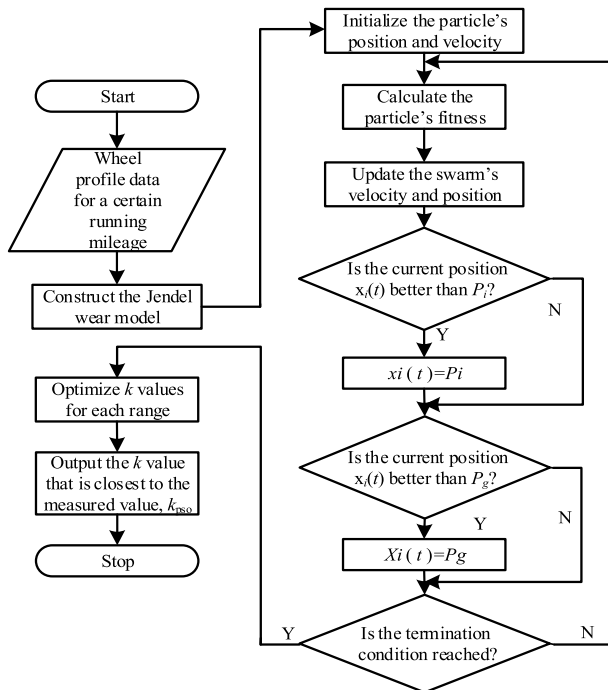 Start
Wheel
profile data
for a certain
running
mileage
Construct the Jendel
wear model
Initialize the particle's
position and velocity
Calculate the
particle's fitness
Update the swarm's
velocity and position
Is the current position
xi(t) better than Pi?
N
Y
xi(t)=Pi
Is the current position
xi(t) better than Pg?
N
Y
Xi(t)=Pg
Is the termination
condition reached?
N
Y
Optimize k values
for each range
Output the k value
that is closest to the
measured value, kpso
Stop